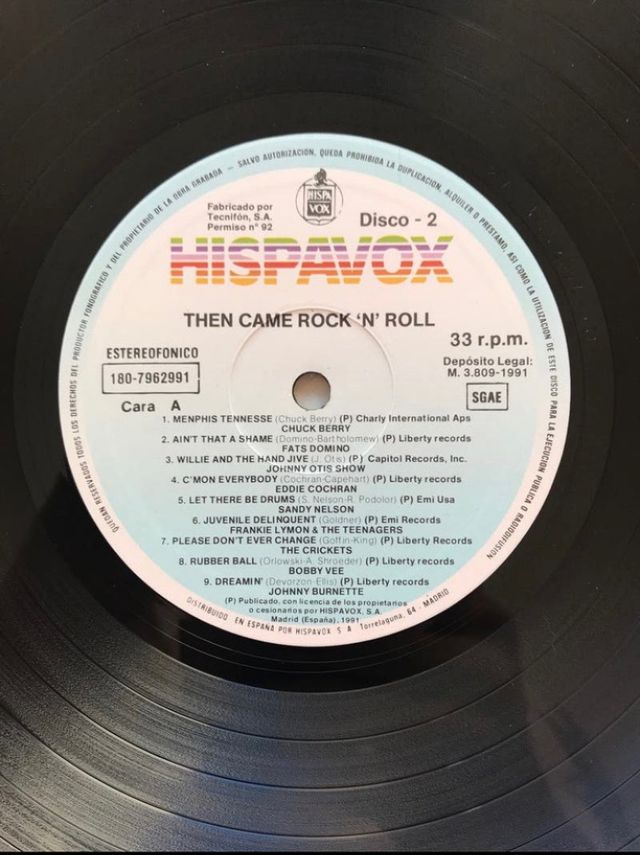 QUEDAN RESERVADOS TODOS LOS DERECHOS DEL PRODUCTOR FONOGRAFICO Y DEL PROPIETARIO DE LA OBRA GRABADA – SALVO AUTORIZACION, QUEDA PROHIBIDA LA DUPLICACION, ALQUILER O PRESTAMO, ASI COMO LA UTILIZACION DE ESTE DISCO PARA LA EJECUCION PUBLICA O RADIODIFUSION
HISPA
VOX
Fabricado por
Tecnifón, S.A.
Permiso n° 92
Disco - 2
HISPAVOX
THEN CAME ROCK 'N' ROLL
ESTEREOFONICO
180-7962991
33 r.p.m.
Depósito Legal:
M. 3.809-1991
SGAE
Cara A
1. MENPHIS TENNESSE (Chuck Berry) (P) Charly International Aps
CHUCK BERRY
2. AIN'T THAT A SHAME (Domino-Bartholomew) (P) Liberty records
FATS DOMINO
3. WILLIE AND THE HAND JIVE (J. Otis) (P) Capitol Records, Inc.
JOHNNY OTIS SHOW
4. C'MON EVERYBODY (Cochran-Capehart) (P) Liberty records
EDDIE COCHRAN
5. LET THERE BE DRUMS (S. Nelson-R. Podolor) (P) Emi Usa
SANDY NELSON
6. JUVENILE DELINQUENT (Goldner) (P) Emi Records
FRANKIE LYMON & THE TEENAGERS
7. PLEASE DON'T EVER CHANGE (Goffin-King) (P) Liberty records
THE CRICKETS
8. RUBBER BALL (Orlowski-A. Shroeder) (P) Liberty records
BOBBY VEE
9. DREAMIN' (Devorzon-Ellis) (P) Liberty records
JOHNNY BURNETTE
(P) Publicado, con licencia de los propietarios
o cesionarios por HISPAVOX, S.A.
Madrid (España), 1991
DISTRIBUIDO EN ESPAÑA POR HISPAVOX S A Torrelaguna, 64 - MADRID